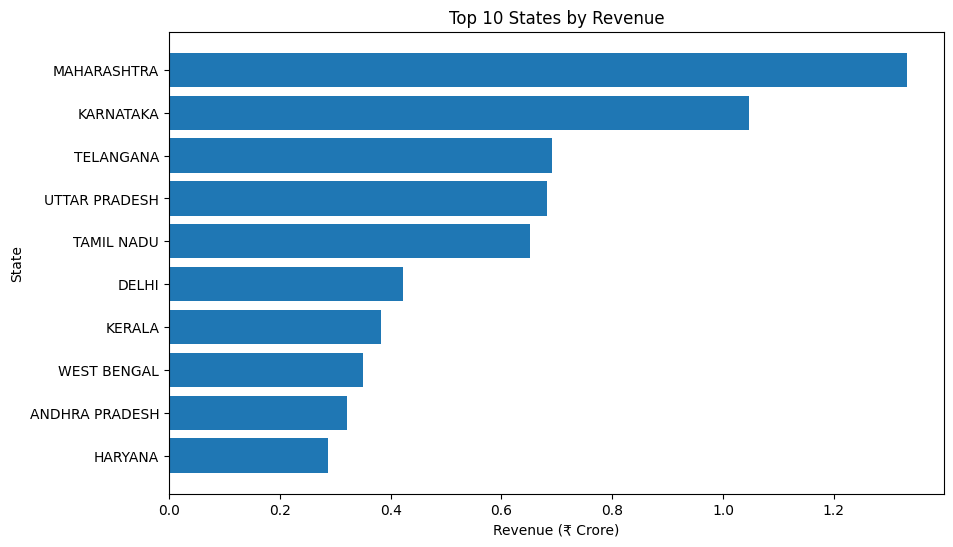 Top 10 States by Revenue
State
MAHARASHTRA
KARNATAKA
TELANGANA
UTTAR PRADESH
TAMIL NADU
DELHI
KERALA
WEST BENGAL
ANDHRA PRADESH
HARYANA
0.0 0.2 0.4 0.6 0.8 1.0 1.2
Revenue (₹ Crore)